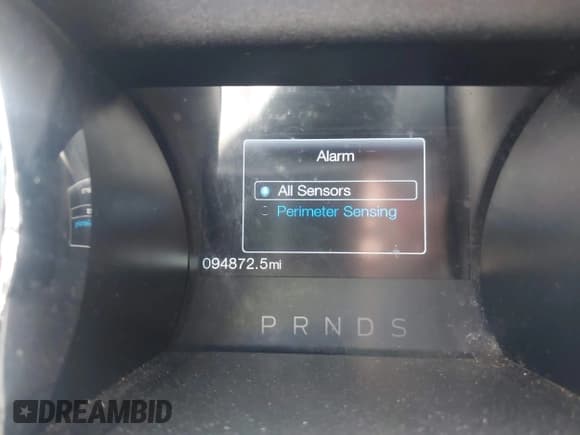 Alarm
All Sensors
Perimeter Sensing
094872.5mi
P R N D S
DREAMBID